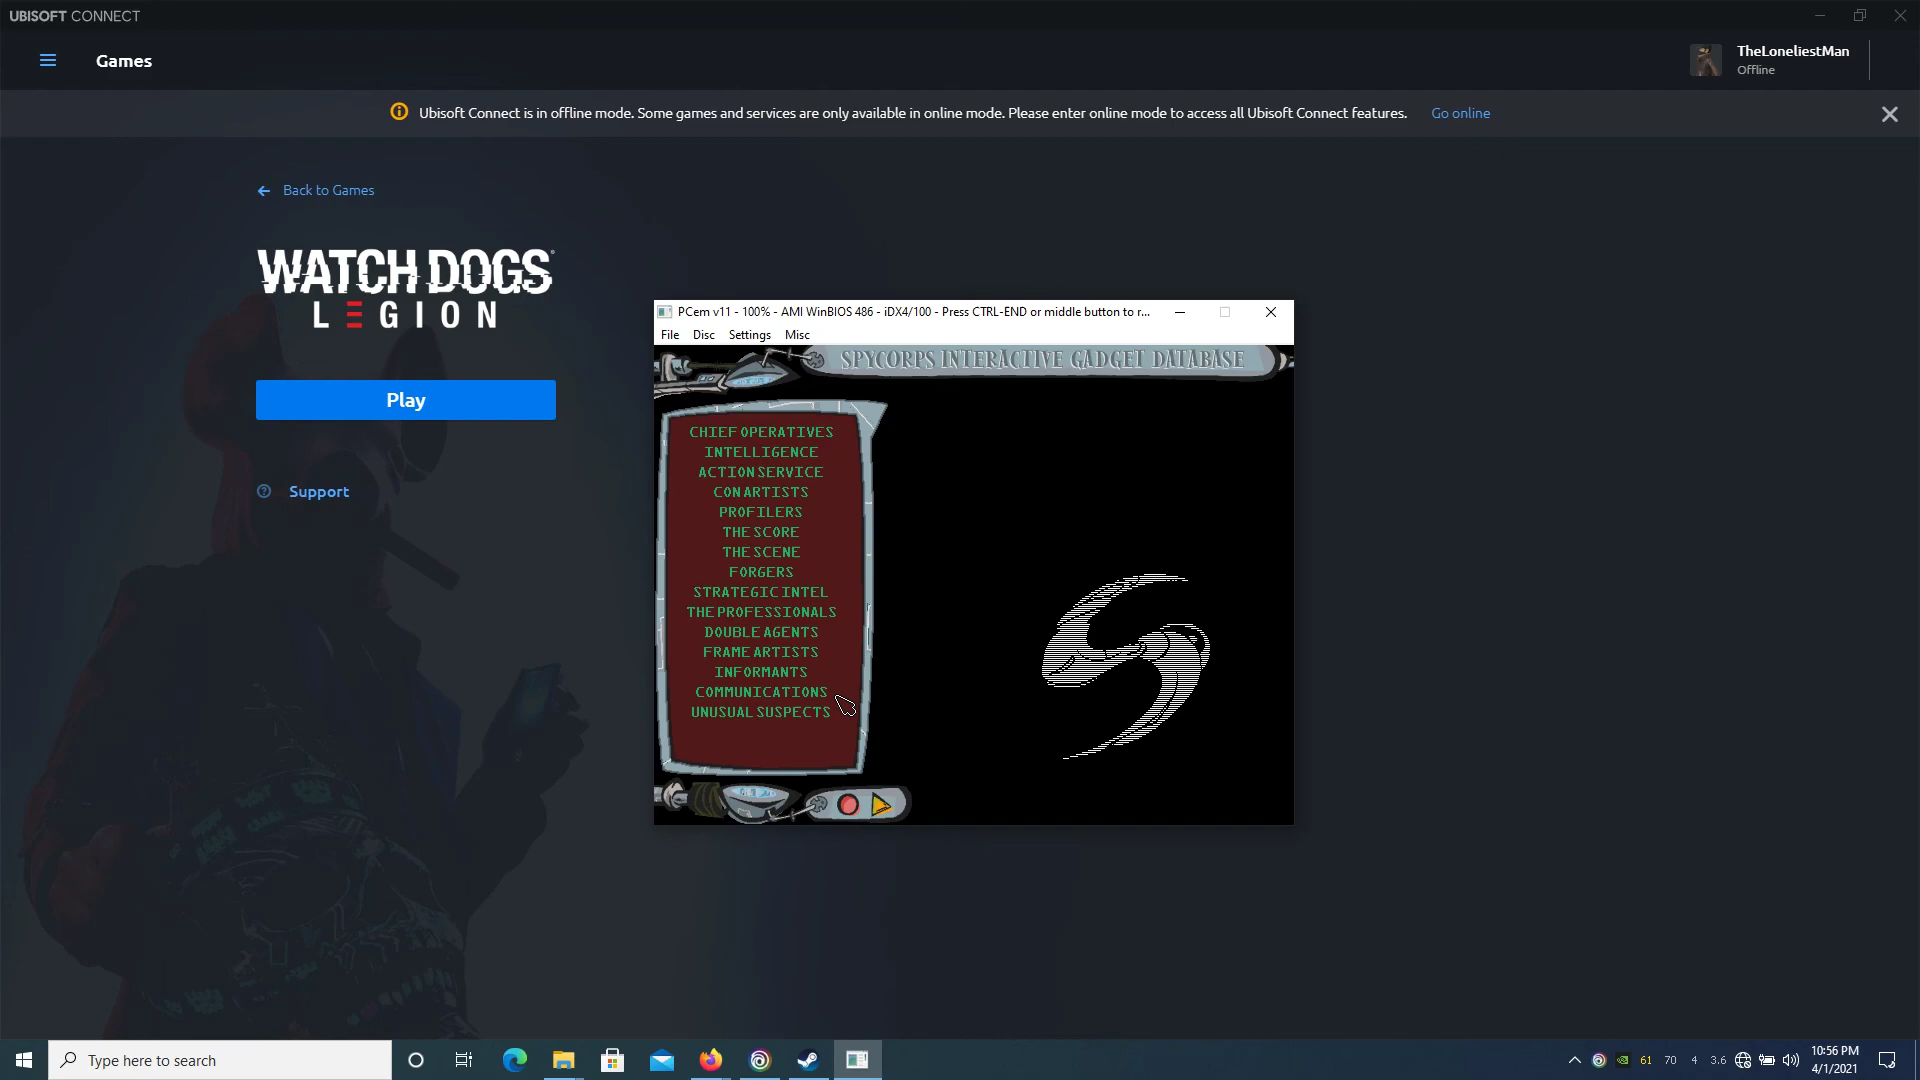 UBISOFT CONNECT
Games
TheLoneliestMan
Offline
Ubisoft Connect is in offline mode. Some games and services are only available in online mode. Please enter online mode to access all Ubisoft Connect features. Go online
Back to Games
WATCH DOGS
LEGION
Play
Support
PCem v11 - 100% - AMI WinBIOS 486 - iDX4/100 - Press CTRL-END or middle button to r...
File Disc Settings Misc
SPYCORPS INTERACTIVE GADGET DATABASE
CHIEF OPERATIVES
INTELLIGENCE
ACTION SERVICE
CON ARTISTS
PROFILERS
THE SCORE
THE SCENE
FORGERS
STRATEGIC INTEL
THE PROFESSIONALS
DOUBLE AGENTS
FRAME ARTISTS
INFORMANTS
COMMUNICATIONS
UNUSUAL SUSPECTS
Type here to search
61 70 4 3.6
10:56 PM
4/1/2021